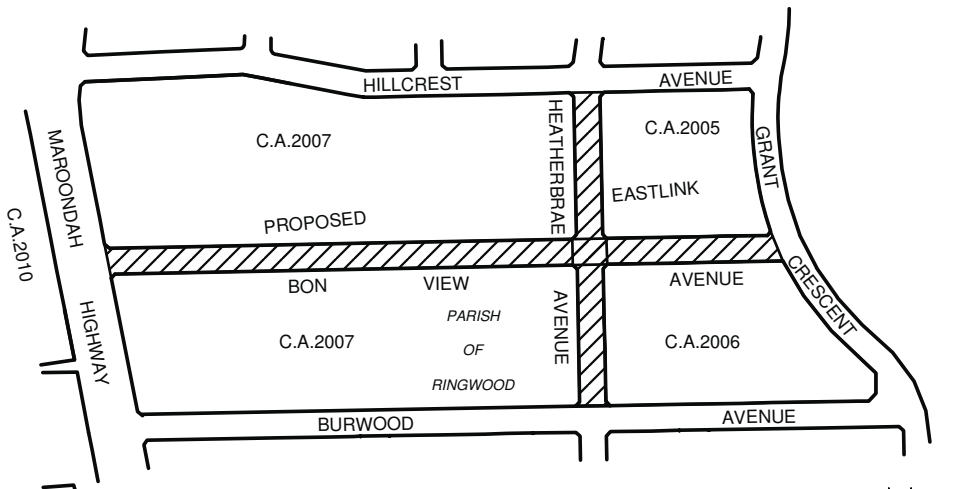 HILLCREST AVENUE
C.A.2007
HEATHERBRAE
C.A.2005
MAROONDAH
GRANT
C.A.2010
PROPOSED
EASTLINK
BON VIEW AVENUE
CRESCENT
HIGHWAY
C.A.2007
PARISH
OF
RINGWOOD
AVENUE
C.A.2006
BURWOOD AVENUE